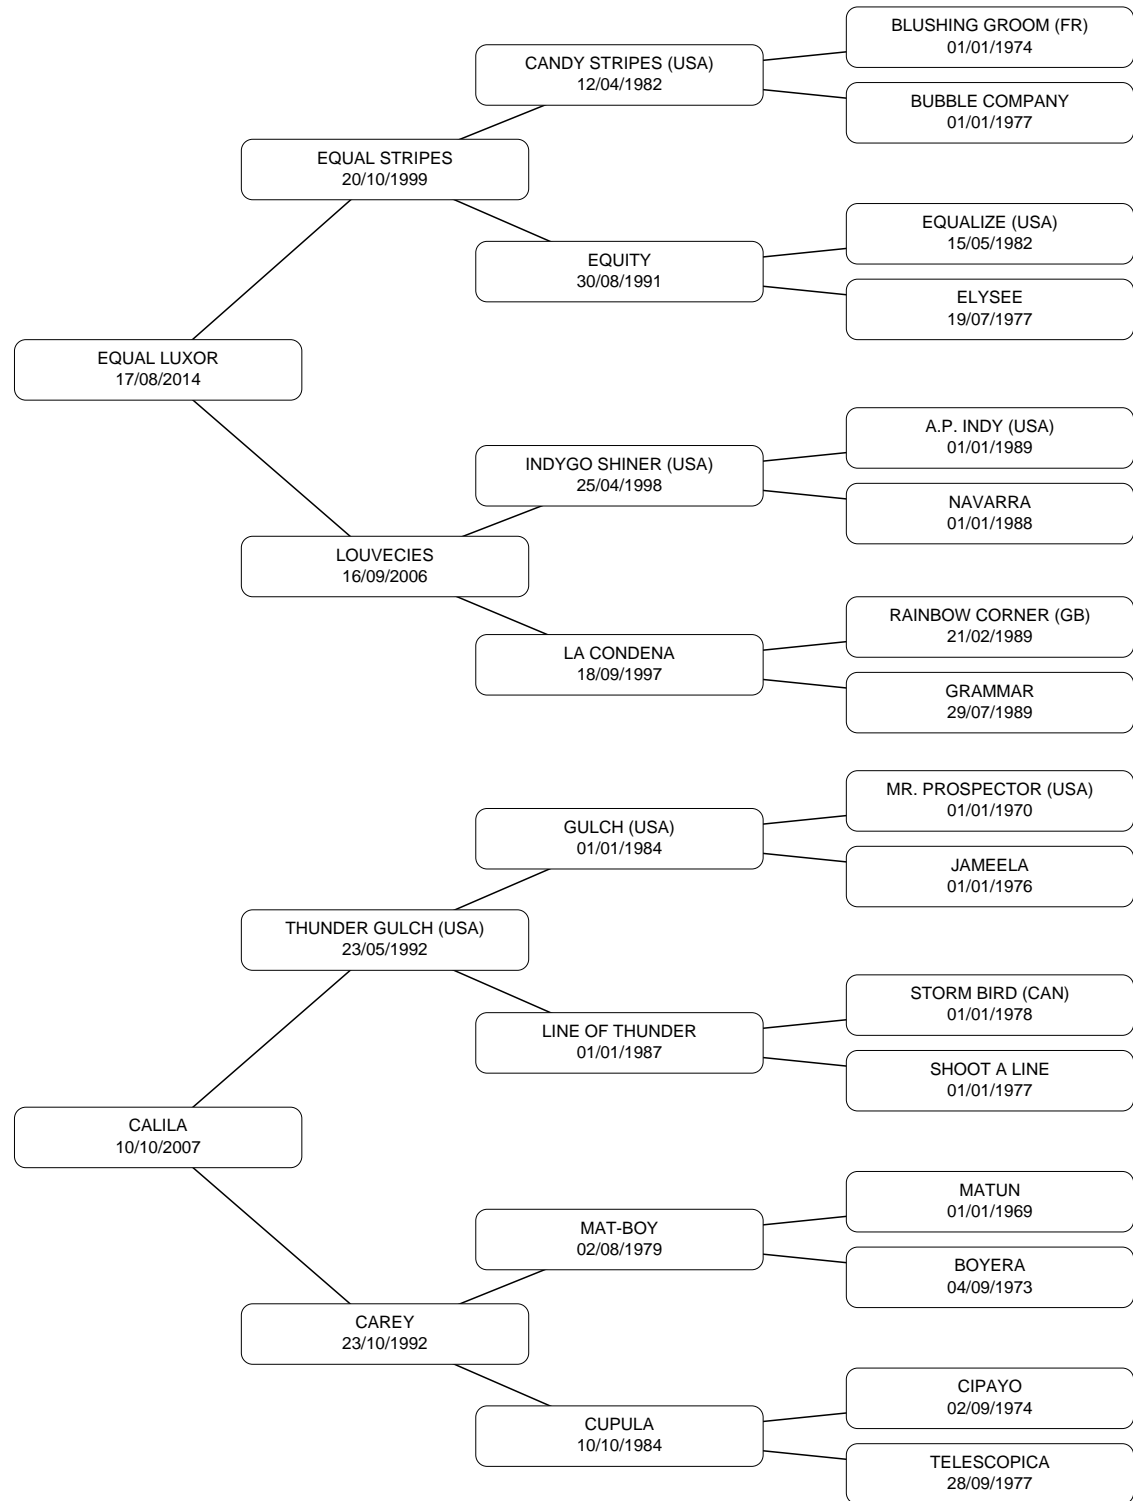 BLUSHING GROOM (FR)
01/01/1974
CANDY STRIPES (USA)
12/04/1982
BUBBLE COMPANY
01/01/1977
EQUAL STRIPES
20/10/1999
EQUALIZE (USA)
15/05/1982
EQUITY
30/08/1991
ELYSEE
19/07/1977
EQUAL LUXOR
17/08/2014
A.P. INDY (USA)
01/01/1989
INDYGO SHINER (USA)
25/04/1998
NAVARRA
01/01/1988
LOUVECIES
16/09/2006
RAINBOW CORNER (GB)
21/02/1989
LA CONDENA
18/09/1997
GRAMMAR
29/07/1989
MR. PROSPECTOR (USA)
01/01/1970
GULCH (USA)
01/01/1984
JAMEELA
01/01/1976
THUNDER GULCH (USA)
23/05/1992
STORM BIRD (CAN)
01/01/1978
LINE OF THUNDER
01/01/1987
SHOOT A LINE
01/01/1977
CALILA
10/10/2007
MATUN
01/01/1969
MAT-BOY
02/08/1979
BOYERA
04/09/1973
CAREY
23/10/1992
CIPAYO
02/09/1974
CUPULA
10/10/1984
TELESCOPICA
28/09/1977